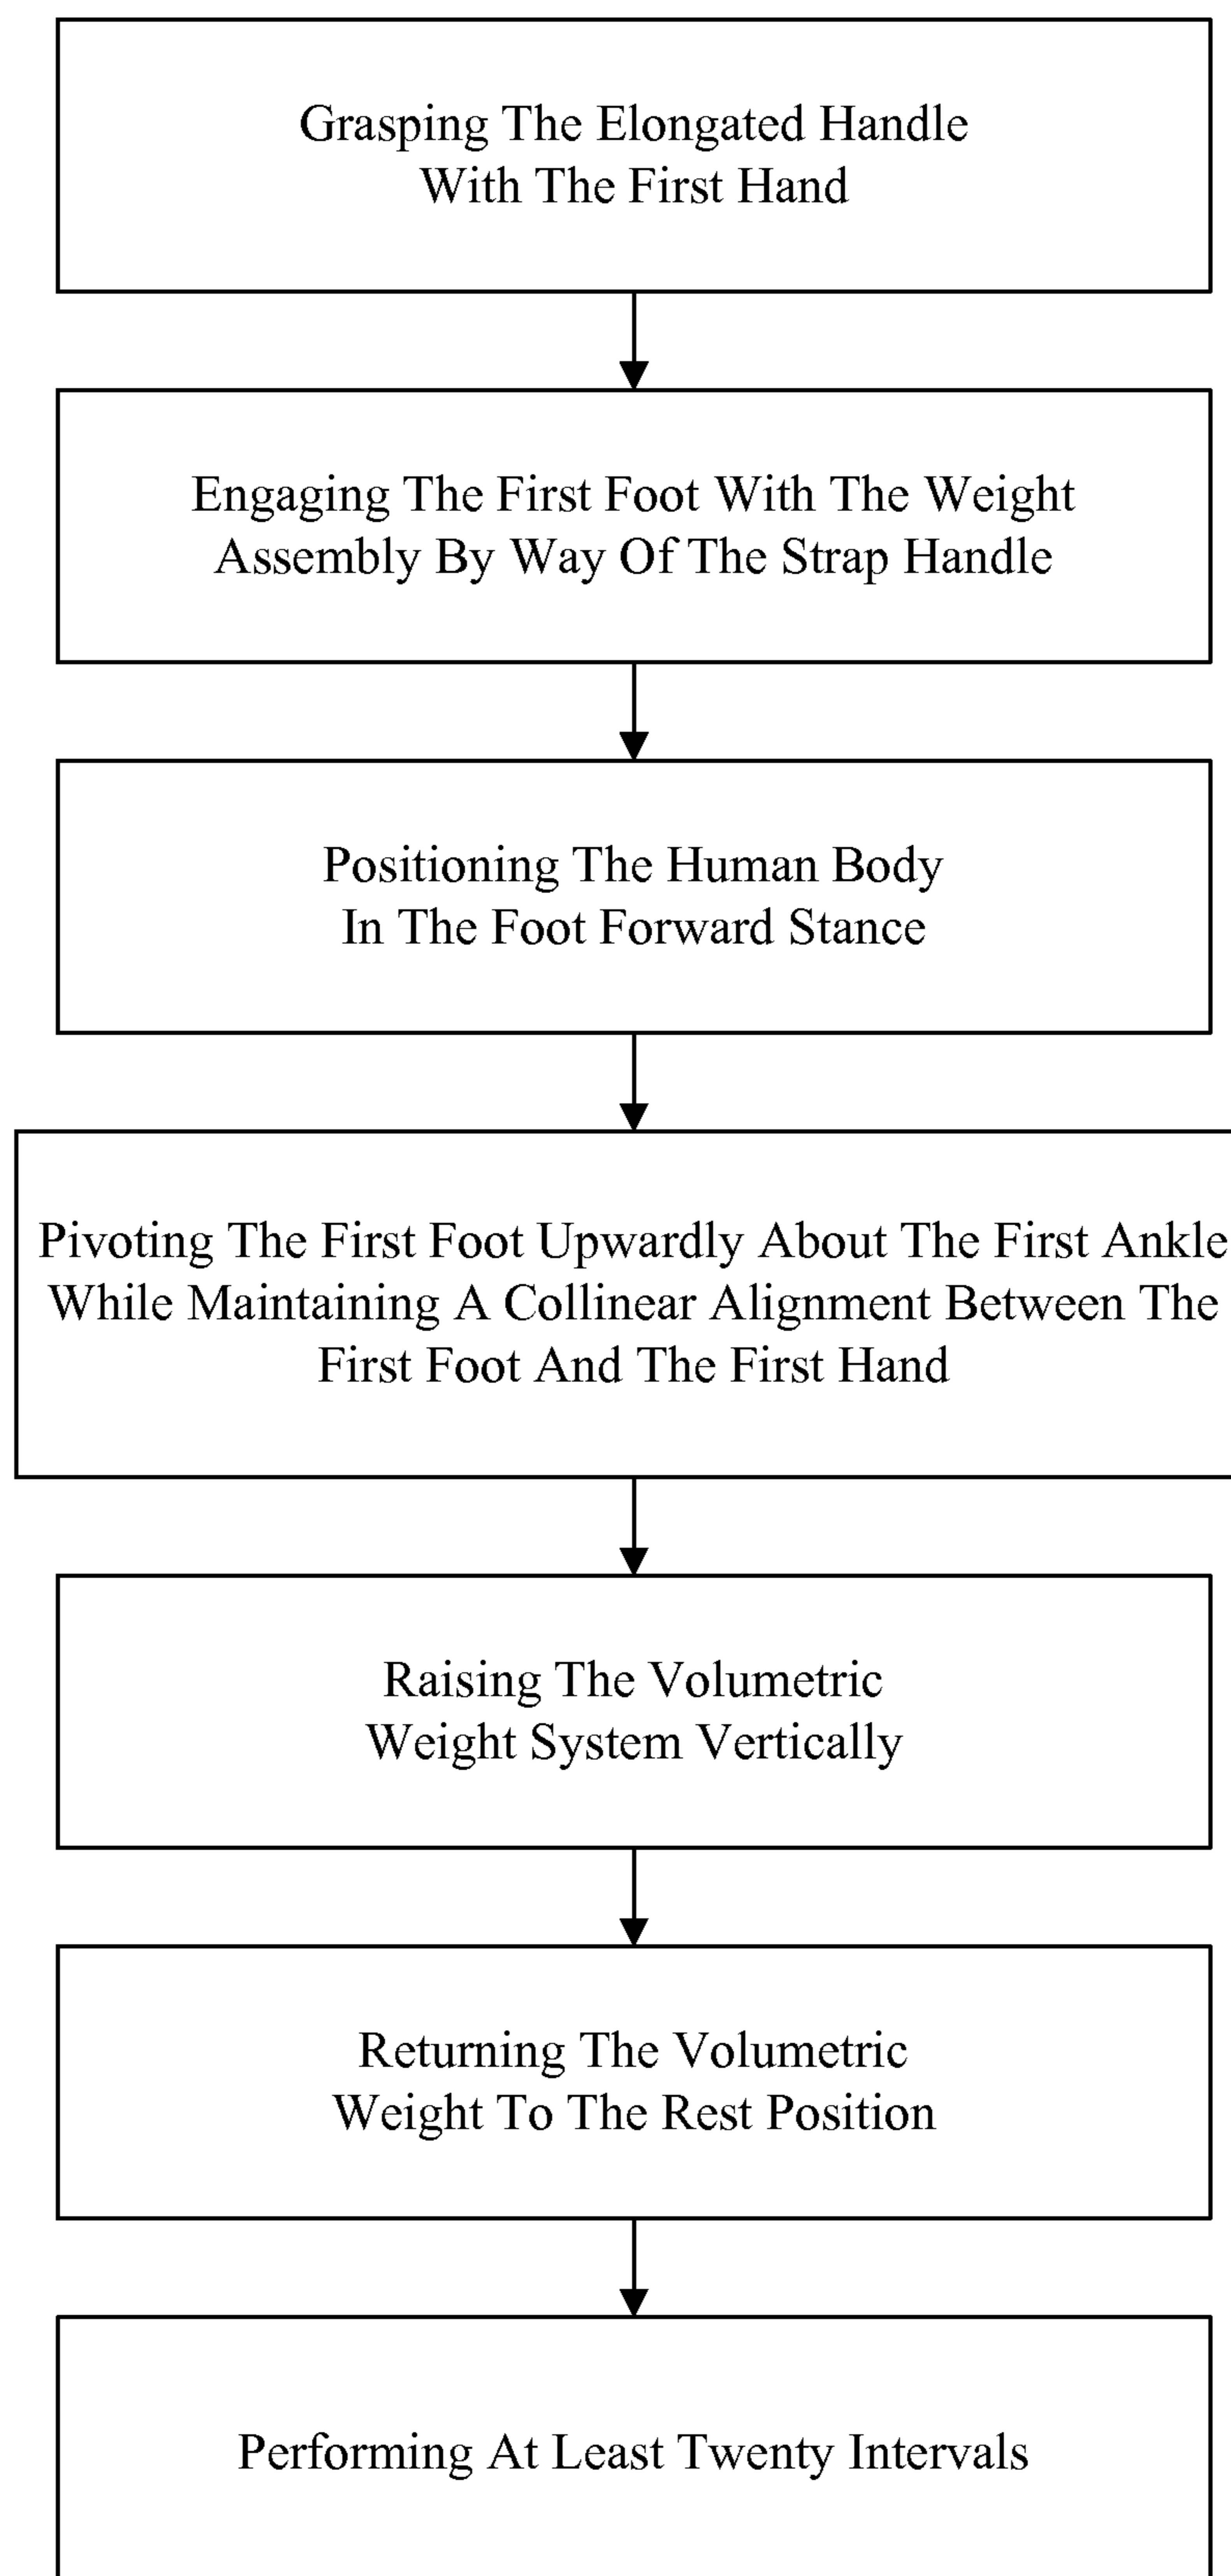 Grasping The Elongated Handle
With The First Hand
Engaging The First Foot With The Weight
Assembly By Way Of The Strap Handle
Positioning The Human Body
In The Foot Forward Stance
Pivoting The First Foot Upwardly About The First Ankle
While Maintaining A Collinear Alignment Between The
First Foot And The First Hand
Raising The Volumetric
Weight System Vertically
Returning The Volumetric
Weight To The Rest Position
Performing At Least Twenty Intervals